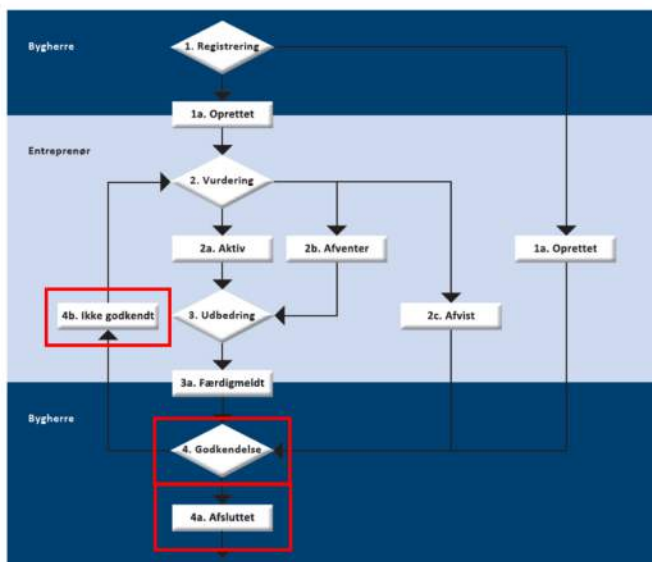 Bygherre
1. Registrering
1a. Oprettet
Entreprenør
2. Vurdering
2a. Aktiv
2b. Afventer
1a. Oprettet
4b. Ikke godkendt
3. Udbedring
2c. Afvist
3a. Færdigmeldt
Bygherre
4. Godkendelse
4a. Afsluttet